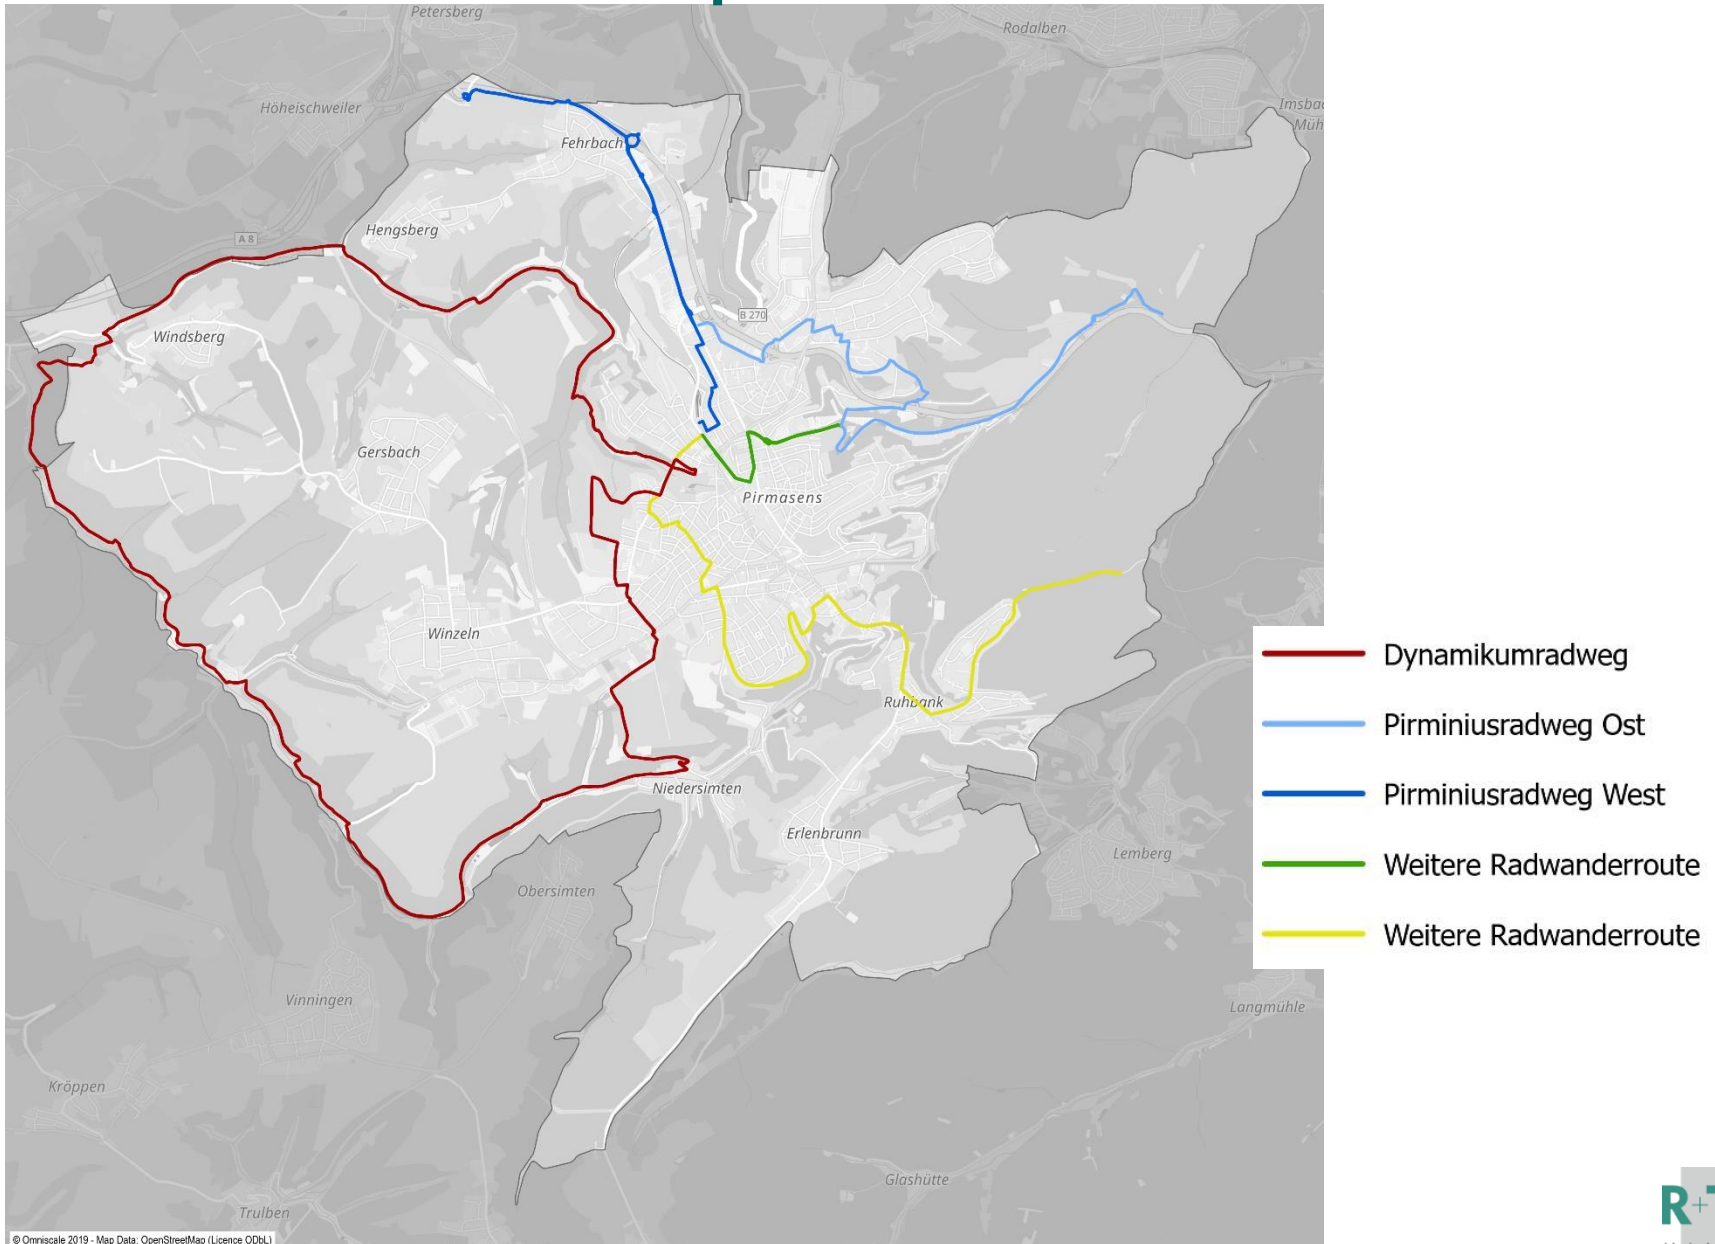 Petersberg
Rodalben
Höheischweiler
Imsba
Müh
Fehrbach
Hengsberg
A 8
B 270
Windsberg
Gersbach
Pirmasens
Winzeln
Dynamikumradweg
Ruhbank
Pirminiusradweg Ost
Niedersimten
Pirminiusradweg West
Erlenbrunn
Lemberg
Weitere Radwanderroute
Obersimten
Weitere Radwanderroute
Vinningen
Langmühle
Kröppen
Glashütte
R+T
Trulben
© Omniscale 2019 - Map Data: OpenStreetMap (Licence ODbL)